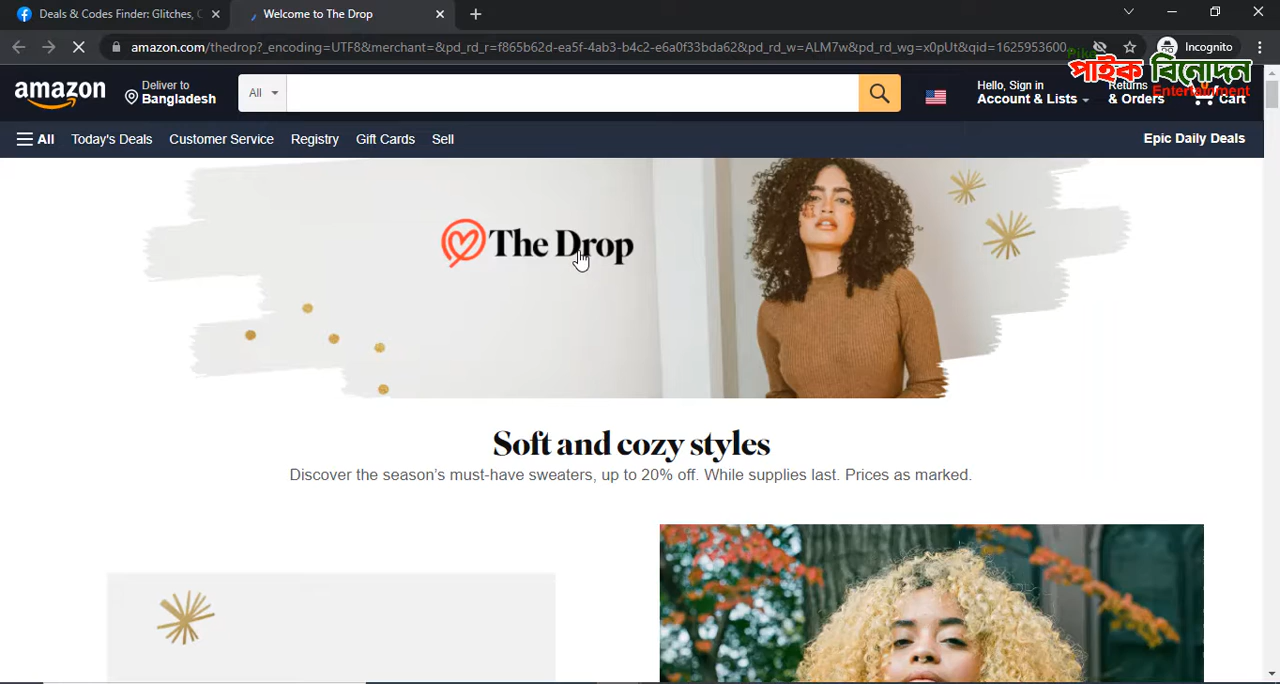 Deals & Codes Finder: Glitches, C
Welcome to The Drop
amazon.com/thedrop?_encoding=UTF8&merchant=&pd_rd_r=f865b62d-ea5f-4ab3-b4c2-e6a0f33bda62&pd_rd_w=ALM7w&pd_rd_wg=x0pUt&qid=1625953600...
Incognito
পাইক বিনোদন
Entertainment
amazon
Deliver to
Bangladesh
All
Hello, Sign in
Account & Lists
Returns
& Orders
Cart
All Today's Deals Customer Service Registry Gift Cards Sell
Epic Daily Deals
The Drop
Soft and cozy styles
Discover the season's must-have sweaters, up to 20% off. While supplies last. Prices as marked.